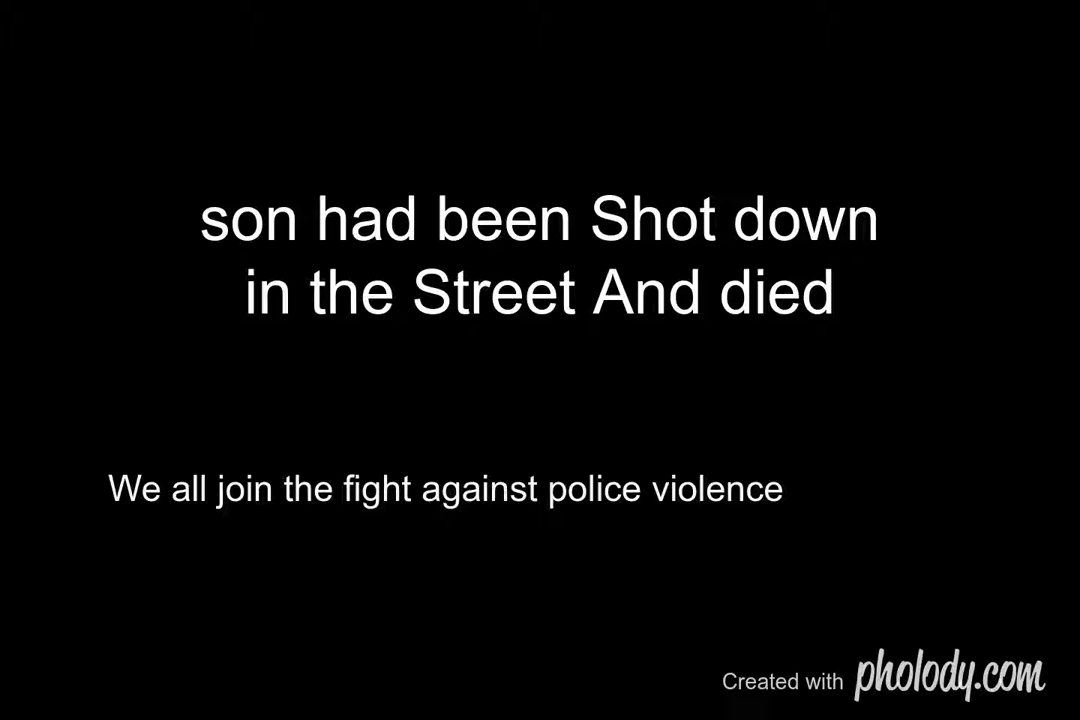 son had been Shot down
in the Street And died
We all join the fight against police violence
Created with pholody.com